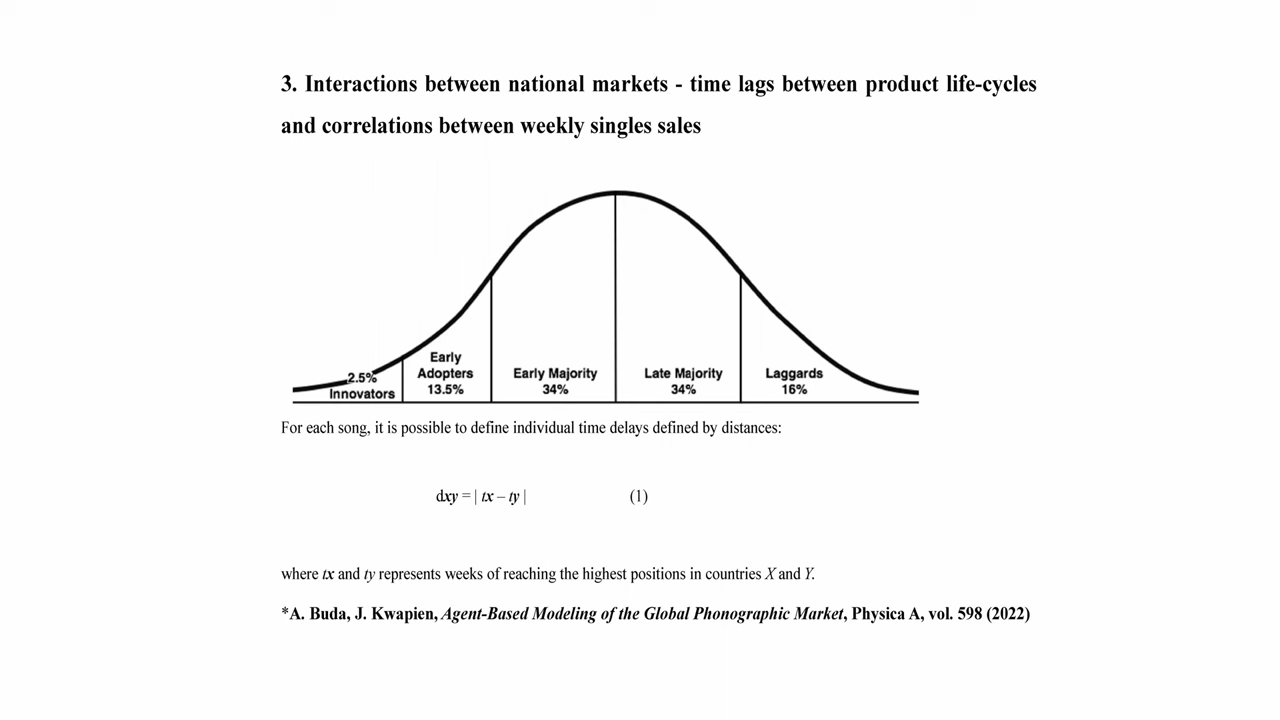 3. Interactions between national markets - time lags between product life-cycles
and correlations between weekly singles sales
2.5%
Innovators
Early
Adopters
13.5%
Early Majority
34%
Late Majority
34%
Laggards
16%
For each song, it is possible to define individual time delays defined by distances:
dxy = | tx – ty | (1)
where tx and ty represents weeks of reaching the highest positions in countries X and Y.
*A. Buda, J. Kwapien, Agent-Based Modeling of the Global Phonographic Market, Physica A, vol. 598 (2022)